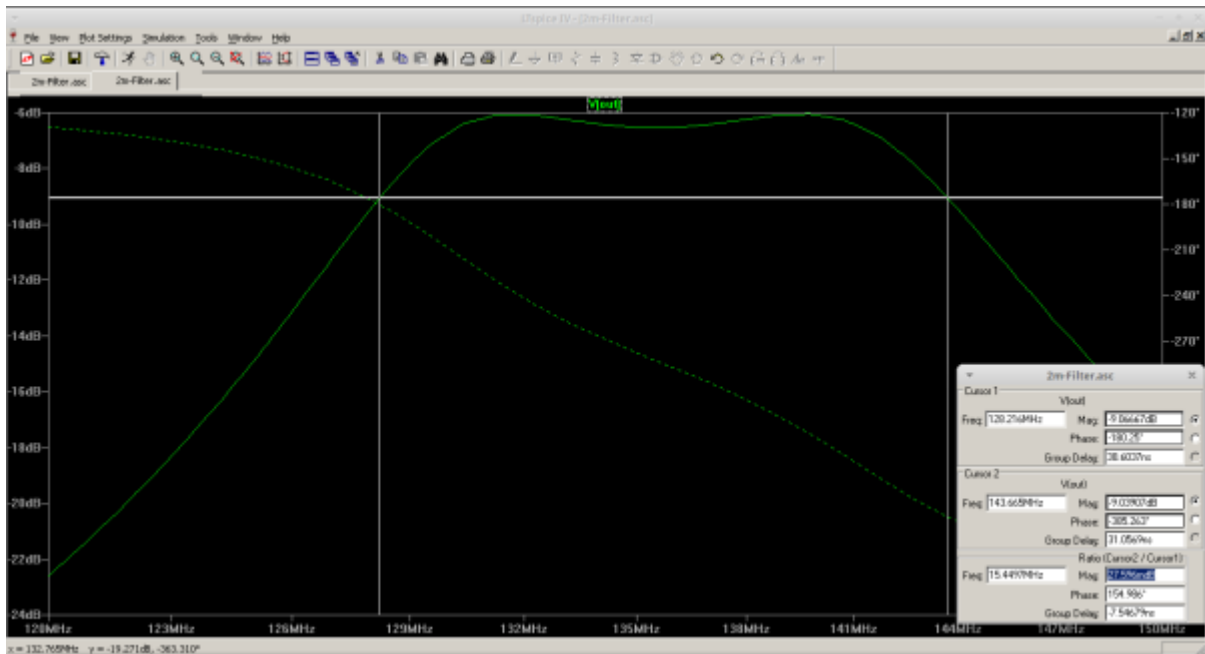 LTspice IV - [2m-Filter.asc]
File View Plot Settings Simulation Tools Window Help
2m-Filter.asc 2m-Filter.asc
V(out)
-6dB
-8dB
-10dB
-12dB
-14dB
-16dB
-18dB
-20dB
-22dB
-24dB
-120°
-150°
-180°
-210°
-240°
-270°
120MHz 123MHz 126MHz 129MHz 132MHz 135MHz 138MHz 141MHz 144MHz 147MHz 150MHz
2m-Filter.asc
Cursor 1
V(out)
Freq: 128.216MHz Mag: -9.06667dB
Phase: -180.25°
Group Delay: 38.6037ns
Cursor 2
V(out)
Freq: 143.665MHz Mag: -9.03907dB
Phase:
Group Delay: 31.0569ns
Ratio (Cursor2 / Cursor1)
Freq: 15.4497MHz Mag: 27.596mdB
Phase: 154.986°
Group Delay: -7.54679ns
x = 132.765MHz y = -19.271dB, -363.310°